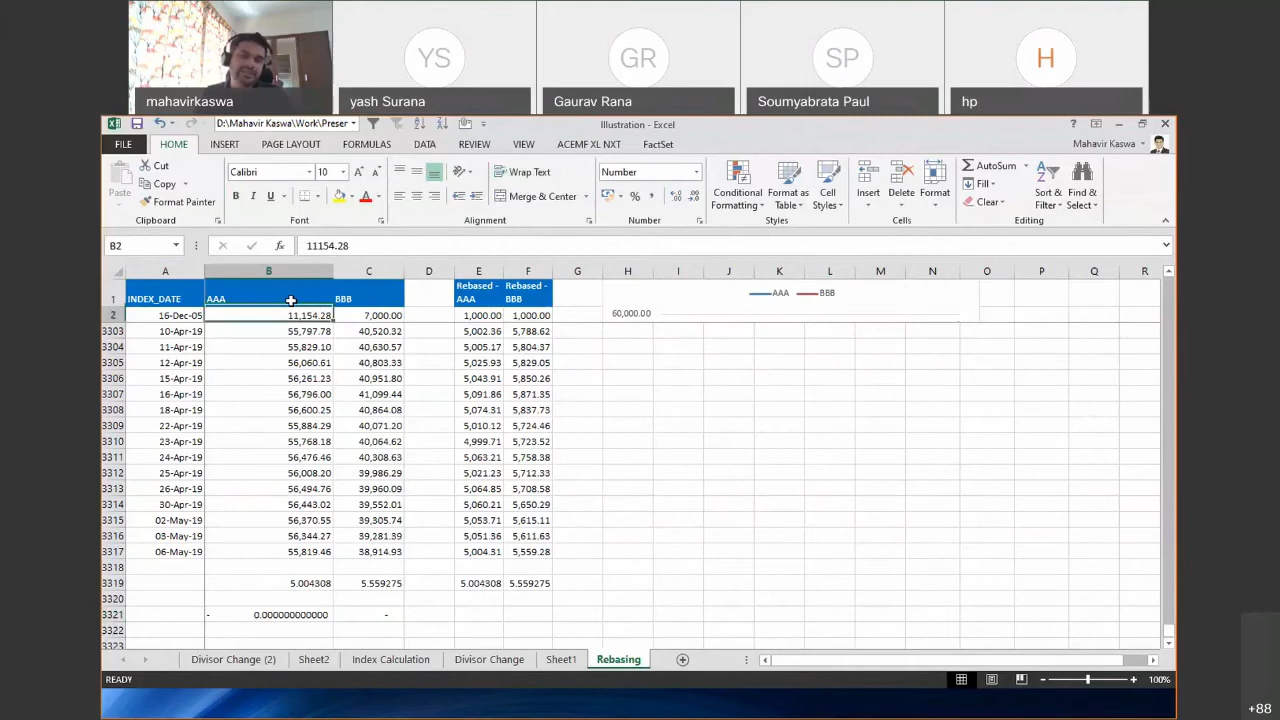 YS
GR
SP
H
mahavirkaswa
yash Surana
Gaurav Rana
Soumyabrata Paul
hp
D:\Mahavir Kaswa\Work\Preser
Illustration - Excel
FILE HOME INSERT PAGE LAYOUT FORMULAS DATA REVIEW VIEW ACEMF XL NXT FactSet
Mahavir Kaswa
Paste
Cut
Copy
Format Painter
Clipboard
Calibri 10
B I U
Font
Wrap Text
Merge & Center
Alignment
Number
Number
Conditional Formatting
Format as Table
Cell Styles
Styles
Insert Delete Format
Cells
AutoSum
Fill
Clear
Sort & Filter
Find & Select
Editing
B2 11154.28
A B C D E F G H I J K L M N O P Q R
1 INDEX_DATE AAA BBB Rebased - AAA Rebased - BBB
AAA BBB
60,000.00
2 16-Dec-05 11,154.28 7,000.00 1,000.00 1,000.00
3303 10-Apr-19 55,797.78 40,520.32 5,002.36 5,788.62
3304 11-Apr-19 55,829.10 40,630.57 5,005.17 5,804.37
3305 12-Apr-19 56,060.61 40,803.33 5,025.93 5,829.05
3306 15-Apr-19 56,261.23 40,951.80 5,043.91 5,850.26
3307 16-Apr-19 56,796.00 41,099.44 5,091.86 5,871.35
3308 18-Apr-19 56,600.25 40,864.08 5,074.31 5,837.73
3309 22-Apr-19 55,884.29 40,071.20 5,010.12 5,724.46
3310 23-Apr-19 55,768.18 40,064.62 4,999.71 5,723.52
3311 24-Apr-19 56,476.46 40,308.63 5,063.21 5,758.38
3312 25-Apr-19 56,008.20 39,986.29 5,021.23 5,712.33
3313 26-Apr-19 56,494.76 39,960.09 5,064.85 5,708.58
3314 30-Apr-19 56,443.02 39,552.01 5,060.21 5,650.29
3315 02-May-19 56,370.55 39,305.74 5,053.71 5,615.11
3316 03-May-19 56,344.27 39,281.39 5,051.36 5,611.63
3317 06-May-19 55,819.46 38,914.93 5,004.31 5,559.28
3318
3319 5.004308 5.559275 5.004308 5.559275
3320
3321 - 0.000000000000 -
3322
3323
Divisor Change (2) Sheet2 Index Calculation Divisor Change Sheet1 Rebasing
READY
100%
+88